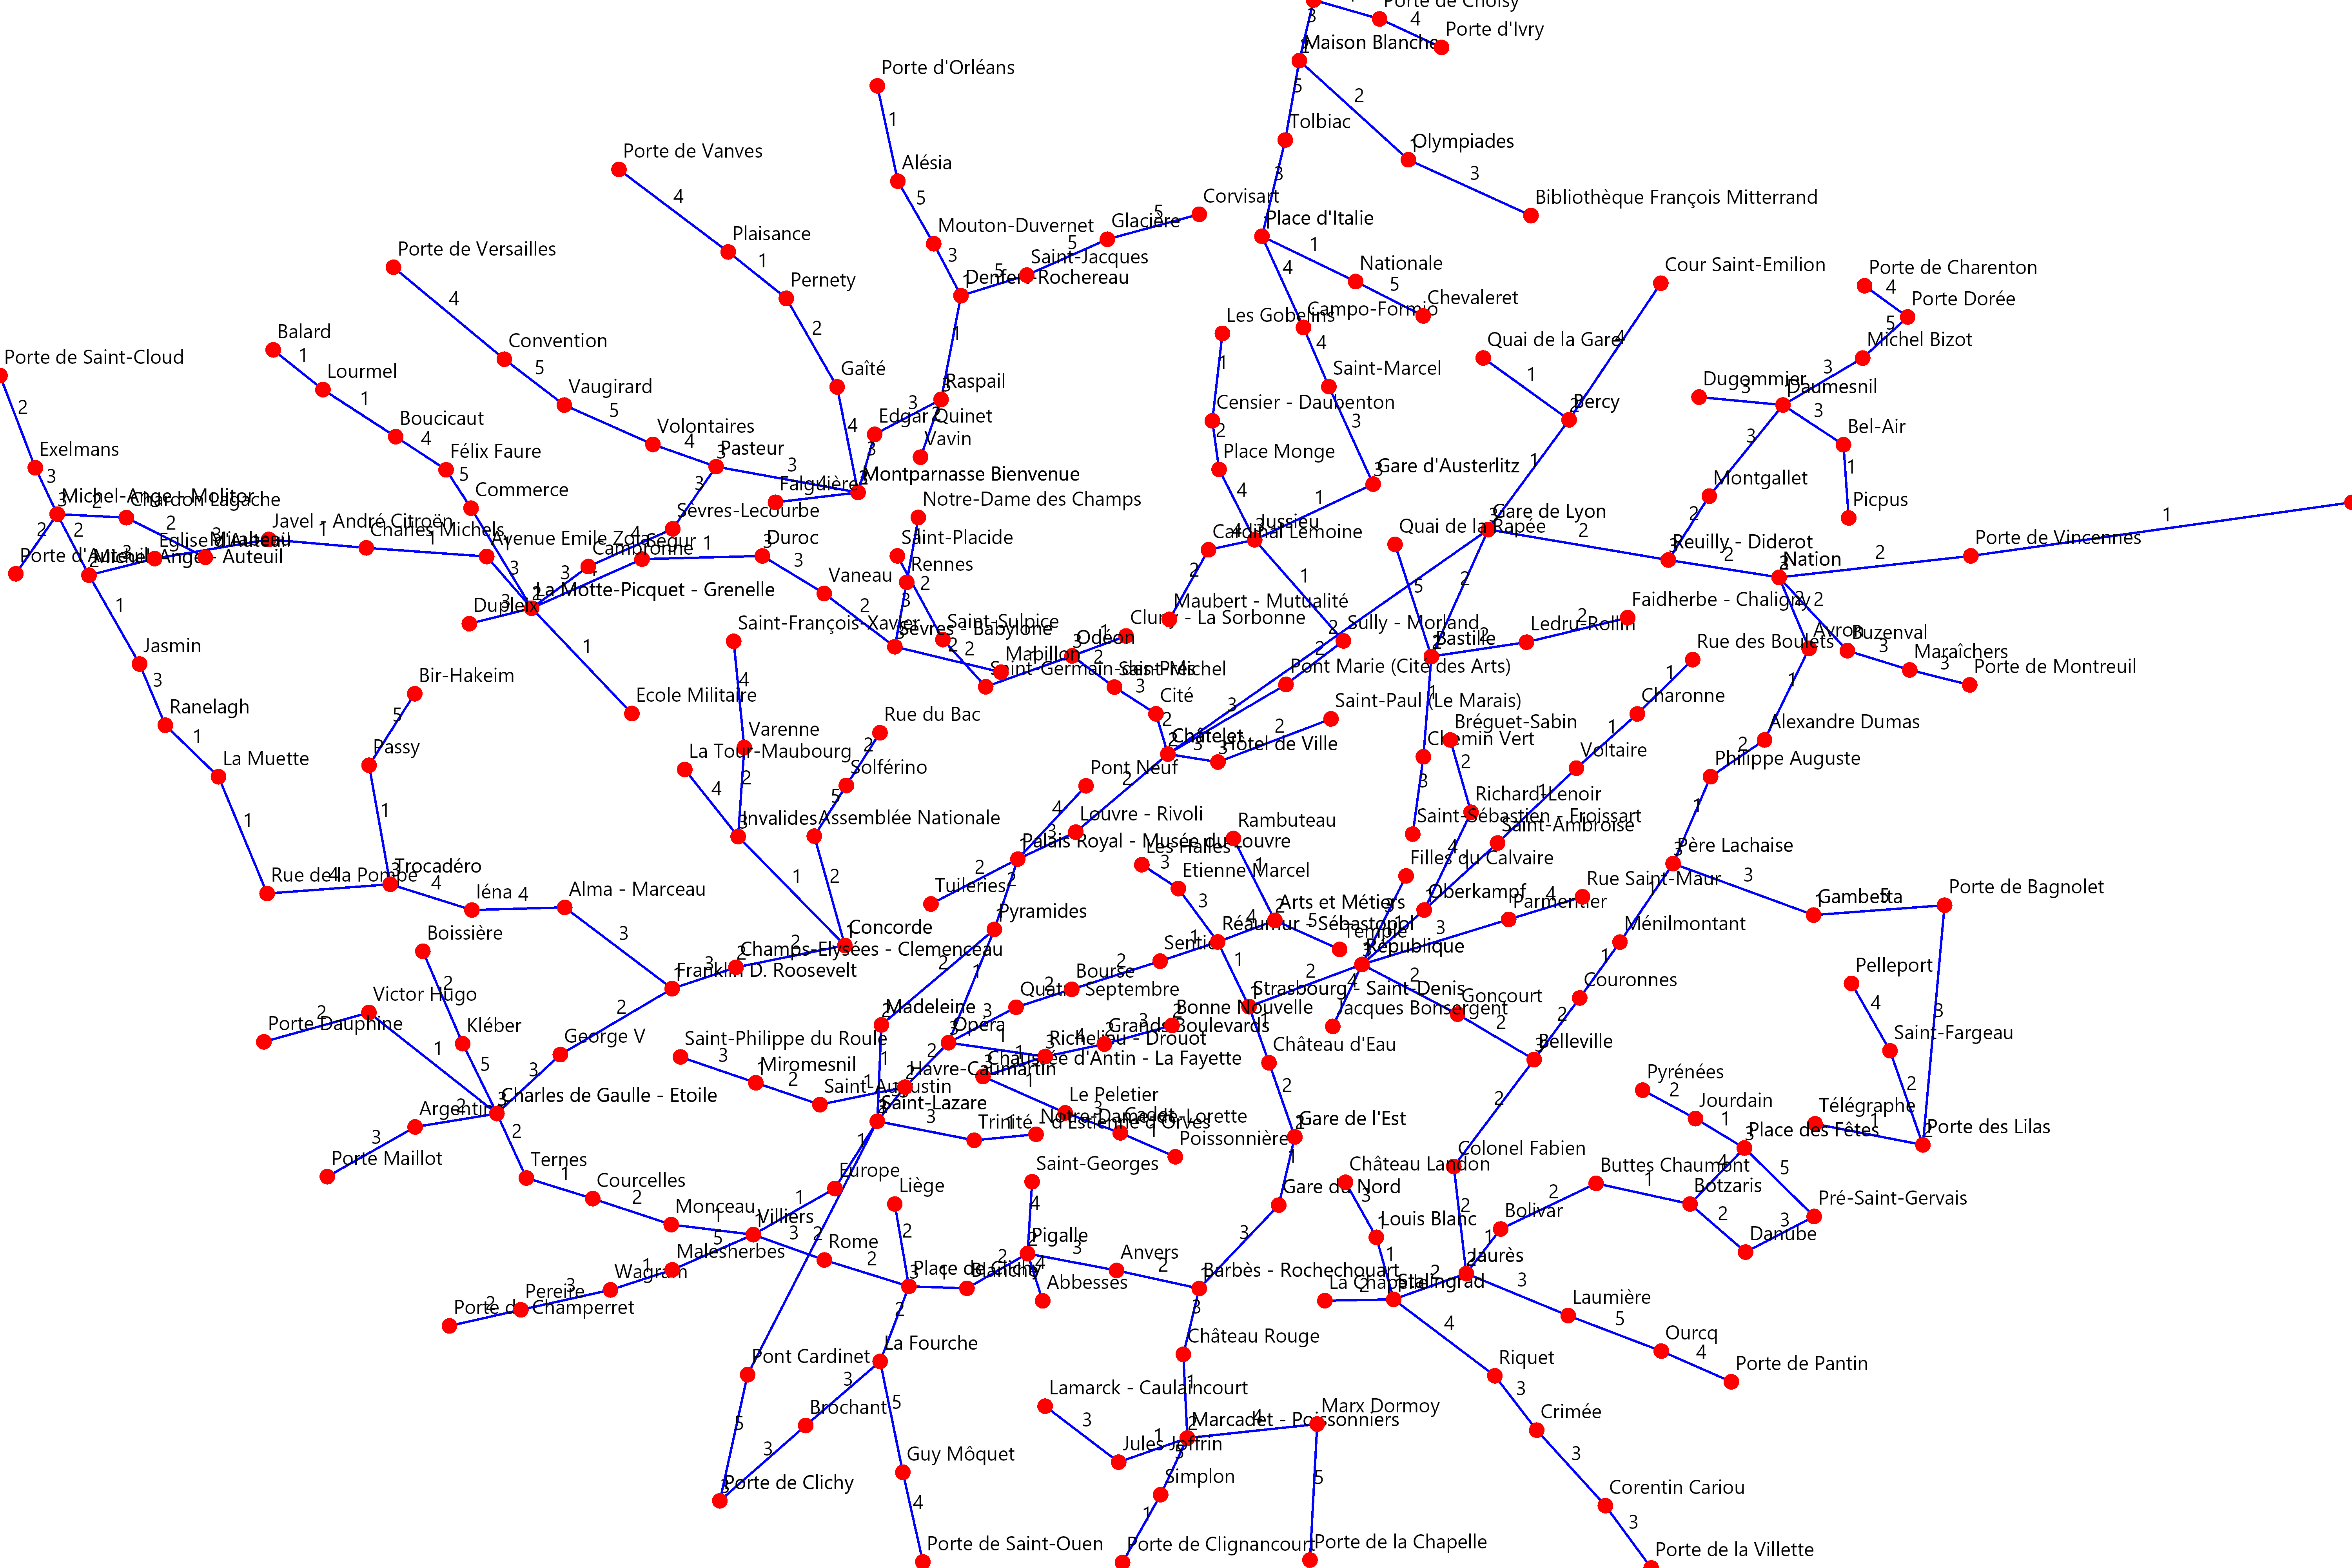 Porte de Choisy
Porte d'Ivry
Maison Blanche
Porte d'Orléans
Tolbiac
Olympiades
Porte de Vanves
Alésia
Bibliothèque François Mitterrand
Corvisart
Place d'Italie
Glacière
Mouton-Duvernet
Plaisance
Porte de Versailles
Saint-Jacques
Denfert-Rochereau
Nationale
Cour Saint-Emilion
Porte de Charenton
Pernety
Chevaleret
Porte Dorée
Les Gobelins
Campo-Formio
Balard
Convention
Quai de la Gare
Michel Bizot
Porte de Saint-Cloud
Lourmel
Gaîté
Saint-Marcel
Dugommier
Daumesnil
Vaugirard
Raspail
Censier - Daubenton
Bercy
Boucicaut
Volontaires
Edgar Quinet
Bel-Air
Exelmans
Félix Faure
Pasteur
Vavin
Place Monge
Gare d'Austerlitz
Montgallet
Commerce
Falguière
Montparnasse Bienvenue
Michel-Ange - Molitor
Chardon Lagache
Notre-Dame des Champs
Picpus
Sèvres-Lecourbe
Javel - André Citroën
Charles Michels
Jussieu
Quai de la Rapée
Gare de Lyon
Cardinal Lemoine
Porte d'Auteuil
Michel-Ange - Auteuil
Eglise d'Auteuil
Mirabeau
Avenue Emile Zola
Cambronne
Ségur
Duroc
Saint-Placide
Reuilly - Diderot
Porte de Vincennes
Nation
Rennes
Vaneau
La Motte-Picquet - Grenelle
Dupleix
Maubert - Mutualité
Cluny - La Sorbonne
Faidherbe - Chaligny
Saint-François-Xavier
Sèvres - Babylone
Saint-Sulpice
Odéon
Sully - Morland
Bastille
Ledru-Rollin
Rue des Boulets
Avron
Buzenval
Jasmin
Mabillon
Saint-Germain-des-Prés
Saint-Michel
Pont Marie (Cité des Arts)
Maraîchers
Porte de Montreuil
Bir-Hakeim
Ecole Militaire
Cité
Saint-Paul (Le Marais)
Charonne
Ranelagh
Rue du Bac
Bréguet-Sabin
Alexandre Dumas
Passy
Varenne
La Tour-Maubourg
Châtelet
Hôtel de Ville
Chemin Vert
Voltaire
Philippe Auguste
La Muette
Solférino
Pont Neuf
Richard-Lenoir
Invalides
Assemblée Nationale
Louvre - Rivoli
Rambuteau
Saint-Sébastien - Froissart
Saint-Ambroise
Palais Royal - Musée du Louvre
Les Halles
Père Lachaise
Rue de la Pompe
Trocadéro
Etienne Marcel
Filles du Calvaire
Iéna
Alma - Marceau
Tuileries
Oberkampf
Rue Saint-Maur
Porte de Bagnolet
Pyramides
Arts et Métiers
Parmentier
Gambetta
Boissière
Concorde
Réaumur - Sébastopol
Temple
Ménilmontant
Champs-Elysées - Clemenceau
Sentier
République
Franklin D. Roosevelt
Bourse
Pelleport
Victor Hugo
Quatre Septembre
Strasbourg - Saint-Denis
Couronnes
Porte Dauphine
Kléber
Madeleine
Bonne Nouvelle
Jacques Bonsergent
Goncourt
George V
Saint-Philippe du Roule
Opéra
Richelieu - Drouot
Grands Boulevards
Château d'Eau
Belleville
Saint-Fargeau
Miromesnil
Chaussée d'Antin - La Fayette
Havre-Caumartin
Saint-Augustin
Pyrénées
Charles de Gaulle - Etoile
Argentine
Saint-Lazare
Le Peletier
Jourdain
Télégraphe
Trinité - d'Estienne d'Orves
Notre-Dame-de-Lorette
Cadet
Gare de l'Est
Place des Fêtes
Porte des Lilas
Poissonnière
Colonel Fabien
Porte Maillot
Ternes
Europe
Saint-Georges
Château Landon
Buttes Chaumont
Courcelles
Liège
Gare du Nord
Botzaris
Pré-Saint-Gervais
Monceau
Villiers
Louis Blanc
Bolivar
Malesherbes
Rome
Pigalle
Anvers
Danube
Wagram
Place de Clichy
Blanche
Abbesses
Barbès - Rochechouart
La Chapelle
Stalingrad
Jaurès
Pereire
Porte de Champerret
Laumière
La Fourche
Château Rouge
Ourcq
Pont Cardinet
Riquet
Porte de Pantin
Brochant
Lamarck - Caulaincourt
Marx Dormoy
Crimée
Marcadet - Poissonniers
Jules Joffrin
Guy Môquet
Porte de Clichy
Simplon
Corentin Cariou
Porte de Saint-Ouen
Porte de Clignancourt
Porte de la Chapelle
Porte de la Villette